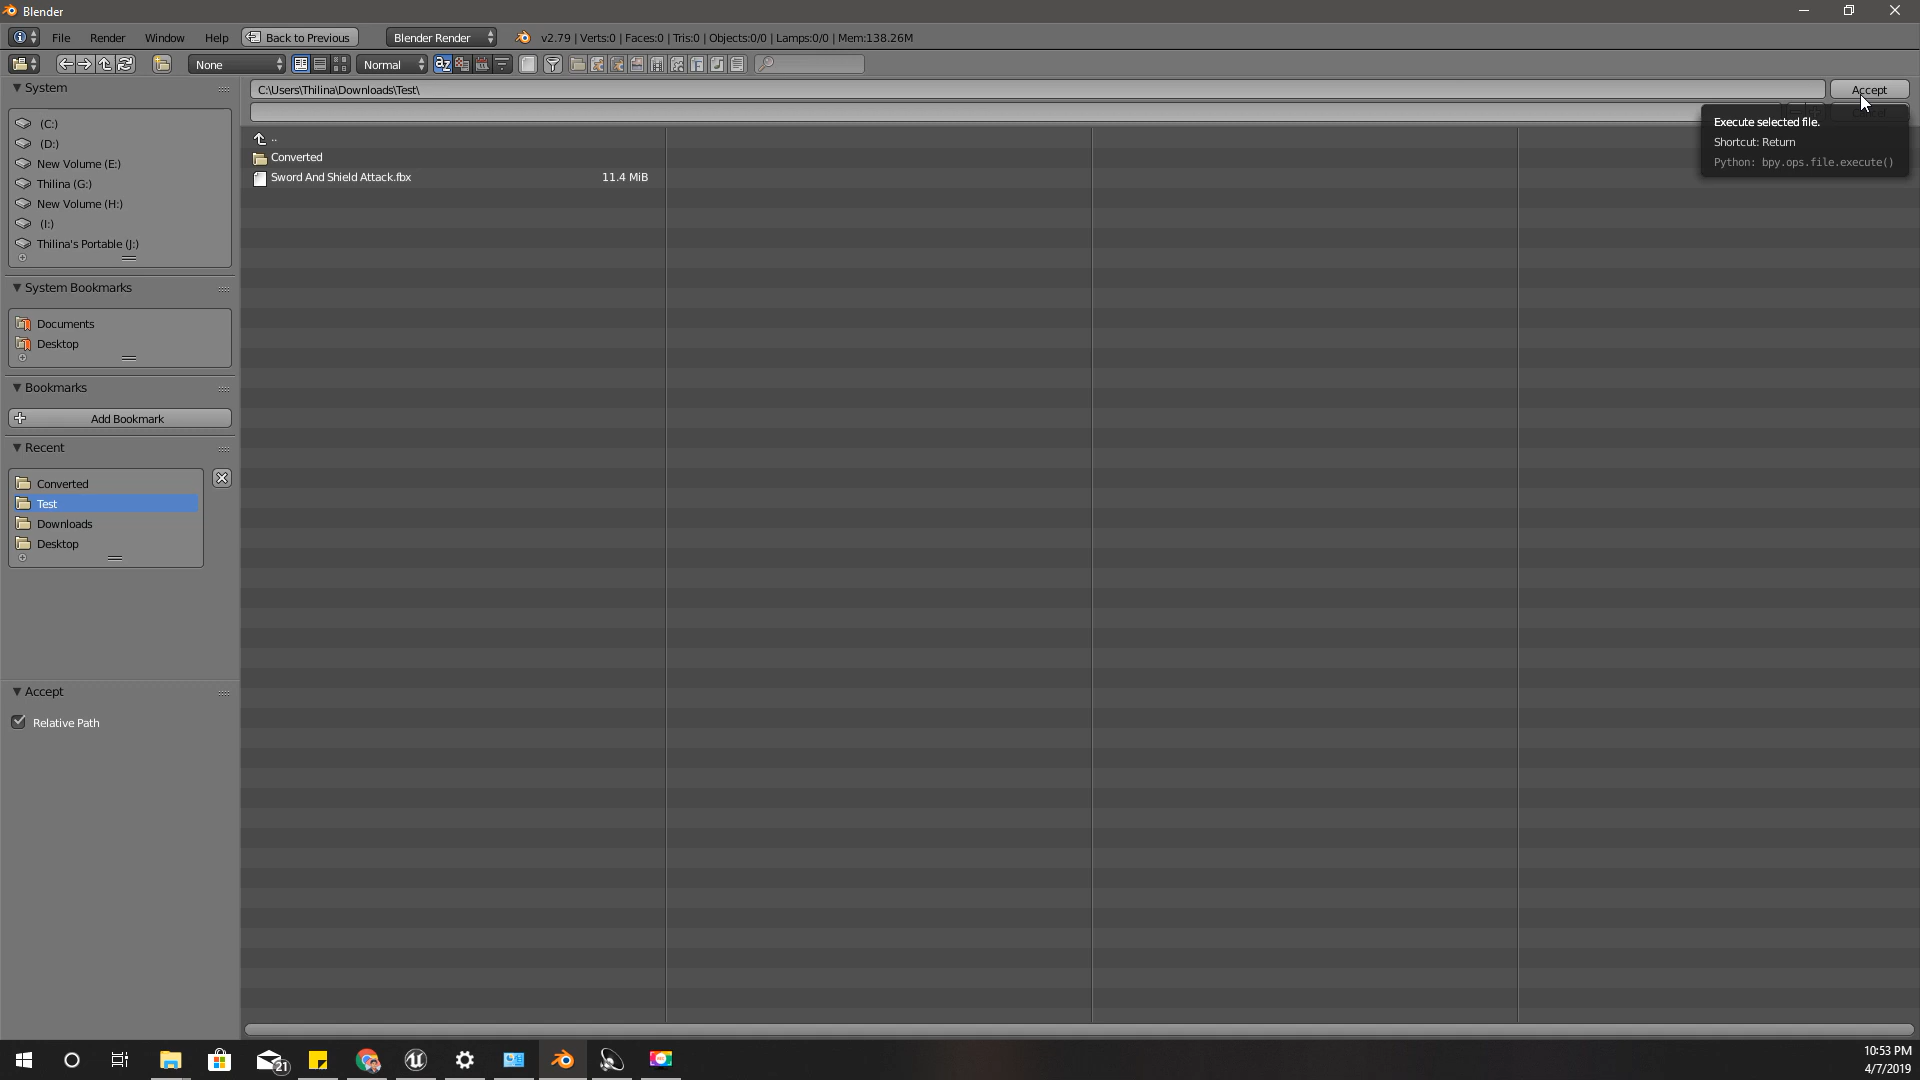 Blender
File Render Window Help Back to Previous Blender Render v2.79 | Verts:0 | Faces:0 | Tris:0 | Objects:0/0 | Lamps:0/0 | Mem:138.26M
None Normal
System
C:\Users\Thilina\Downloads\Test\ Accept
(C:)
(D:)
New Volume (E:)
Thilina (G:)
New Volume (H:)
(I:)
Thilina's Portable (J:)
..
Converted
Sword And Shield Attack.fbx 11.4 MiB
Execute selected file.
Shortcut: Return
Python: bpy.ops.file.execute()
System Bookmarks
Documents
Desktop
Bookmarks
Add Bookmark
Recent
Converted
Test
Downloads
Desktop
Accept
Relative Path
21
10:53 PM
4/7/2019